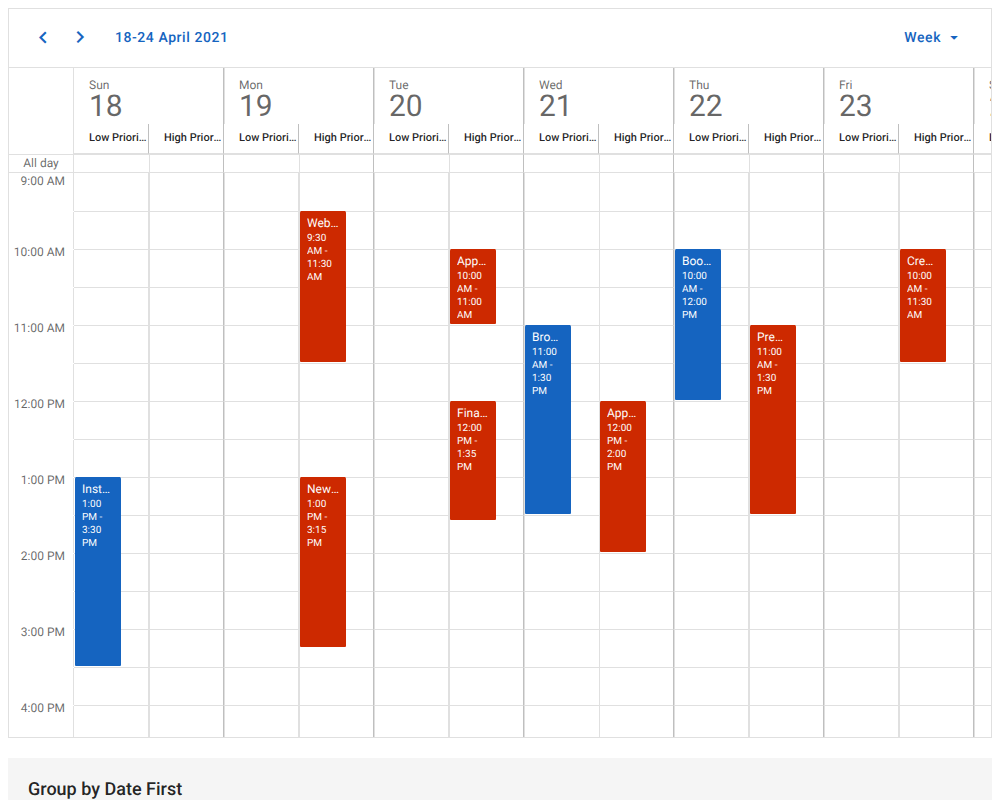 18-24 April 2021
Week
Sun
Mon
Tue
Wed
Thu
Fri
18
19
20
21
22
23
Low Priori...
High Prior...
Low Priori...
High Prior...
Low Priori...
High Prior...
Low Priori...
High Prior...
Low Priori...
High Prior...
Low Priori...
High Prior...
All day
9:00 AM
10:00 AM
11:00 AM
12:00 PM
1:00 PM
2:00 PM
3:00 PM
4:00 PM
Inst...
1:00
PM -
3:30
PM
Web...
9:30
AM -
11:30
AM
New...
1:00
PM -
3:15
PM
App...
10:00
AM -
11:00
AM
Fina...
12:00
PM -
1:35
PM
Bro...
11:00
AM -
1:30
PM
App...
12:00
PM -
2:00
PM
Boo...
10:00
AM -
12:00
PM
Pre...
11:00
AM -
1:30
PM
Cre...
10:00
AM -
11:30
AM
Group by Date First